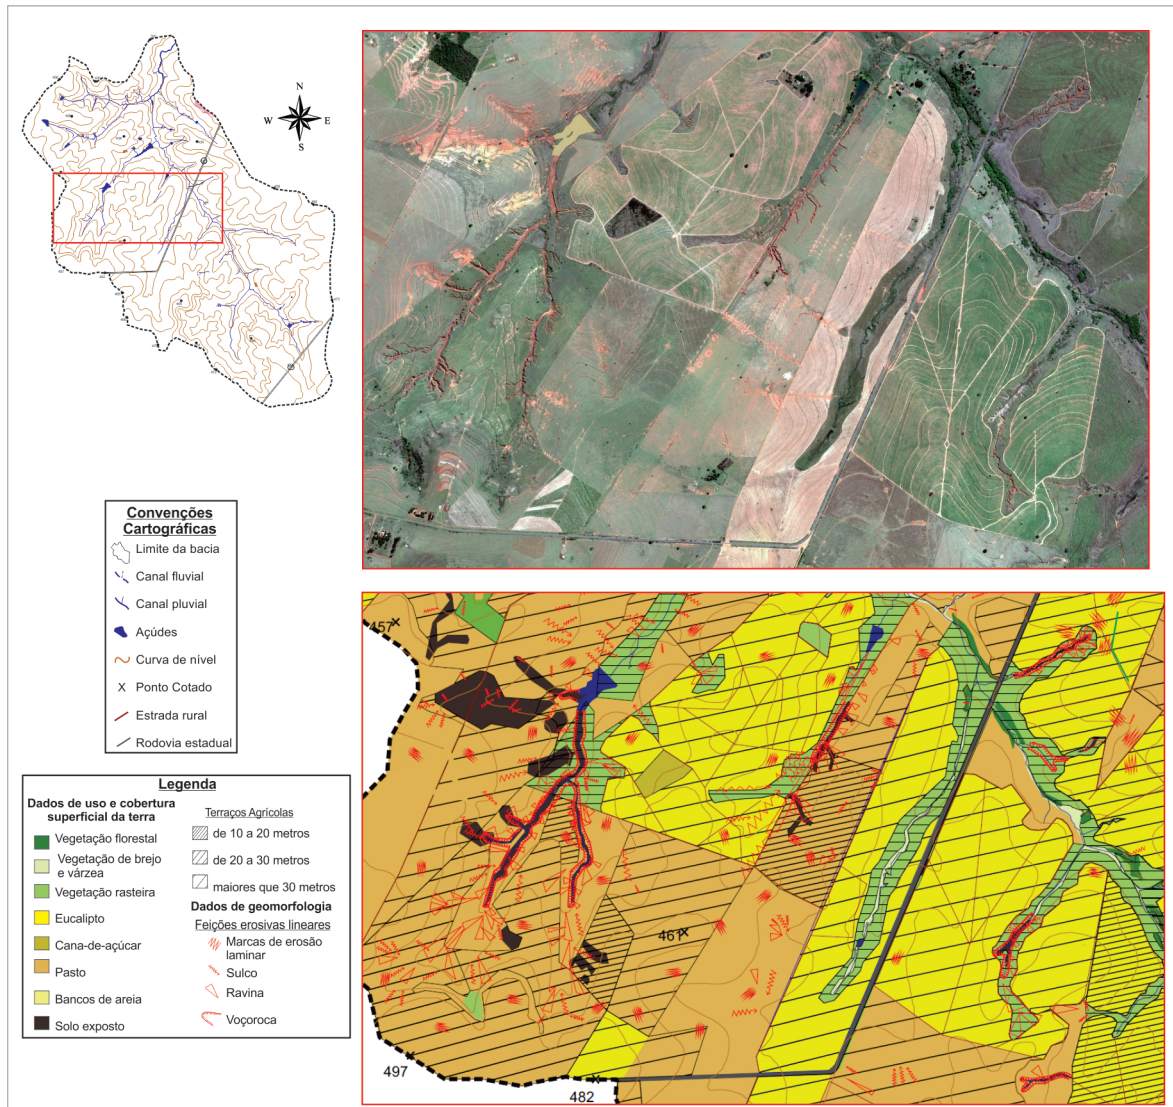 N
W
E
S
Convenções
Cartográficas
Limite da bacia
Canal fluvial
Canal pluvial
Açúdes
Curva de nível
Ponto Cotado
Estrada rural
Rodovia estadual
Legenda
Dados de uso e cobertura
superficial da terra
Vegetação florestal
Vegetação de brejo
e várzea
Vegetação rasteira
Eucalipto
Cana-de-açúcar
Pasto
Bancos de areia
Solo exposto
Terraços Agrícolas
de 10 a 20 metros
de 20 a 30 metros
maiores que 30 metros
Dados de geomorfologia
Feições erosivas lineares
Marcas de erosão
laminar
Sulco
Ravina
Voçoroca
457
461
497
482